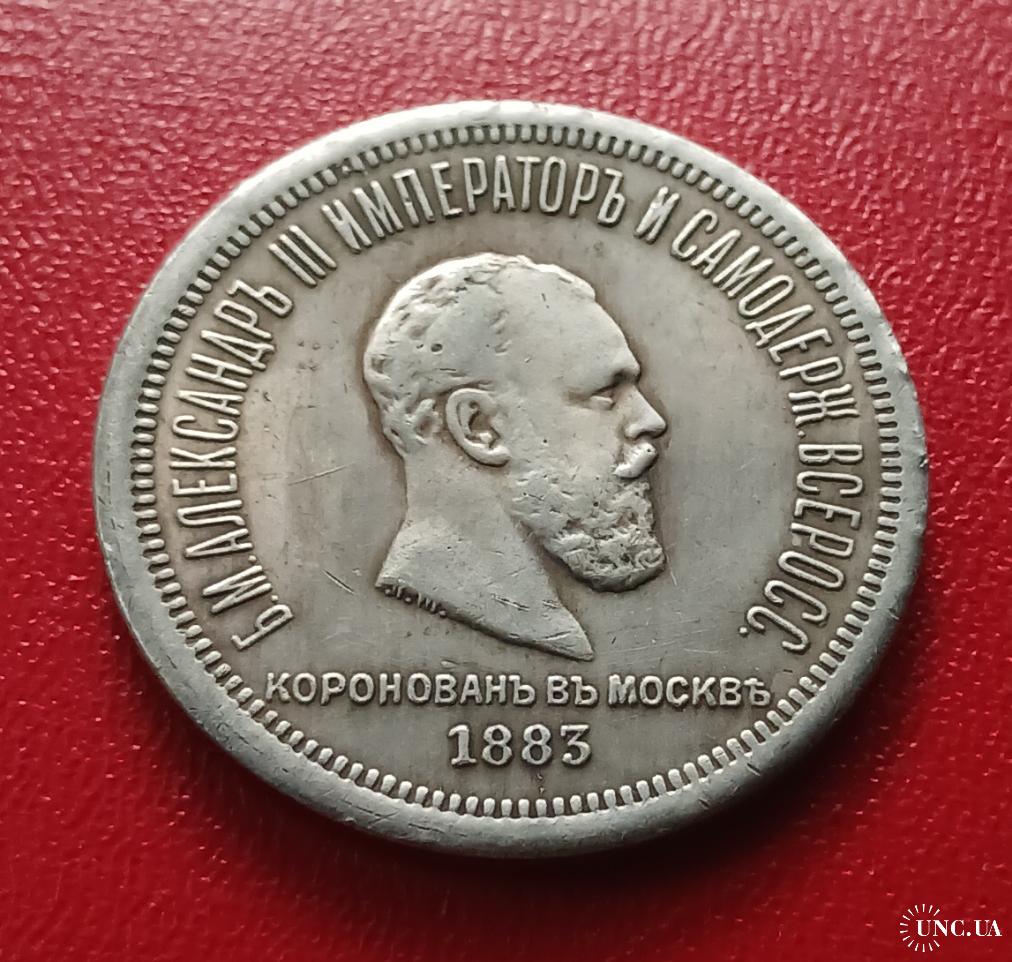 Б.М.АЛЕКСАНДРЪ III ИМПЕРАТОРЪ И САМОДЕРЖ. ВСЕРОСС.
Л.Ш.
КОРОНОВАНЪ ВЪ МОСКВѢ
1883
UNC.UA